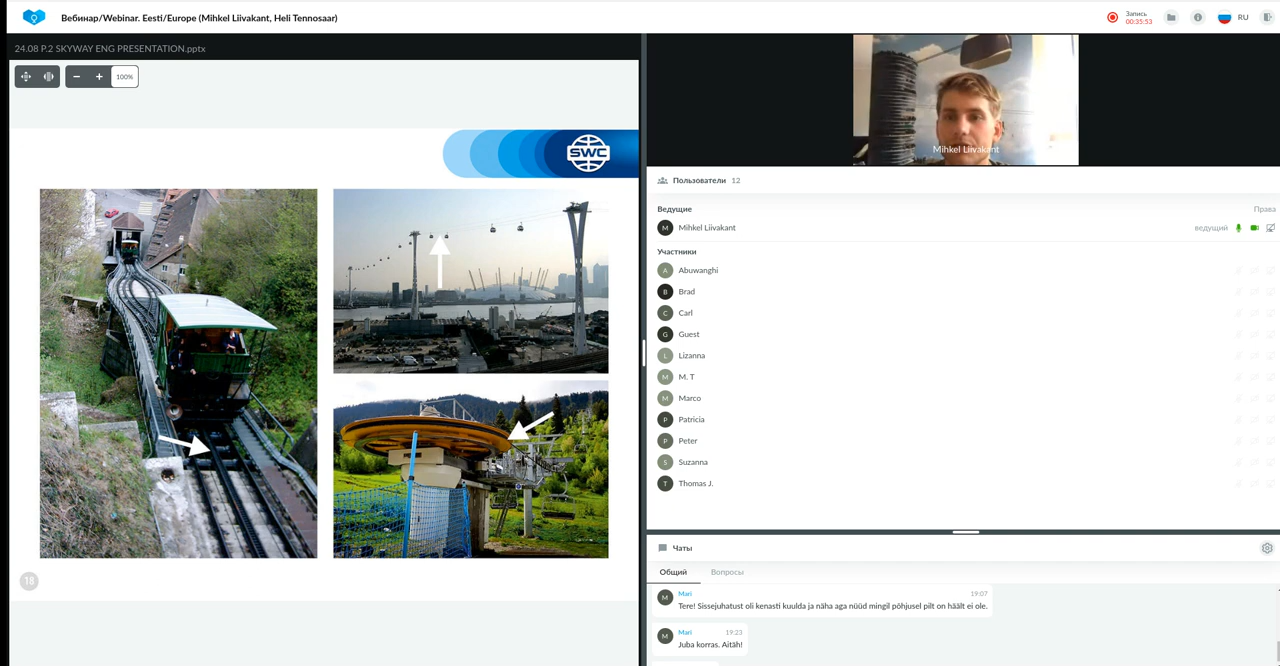 Вебинар/Webinar. Eesti/Europe (Mihkel Liivakant, Heli Tennosaar)
Запись
00:35:53
RU
24.08 P.2 SKYWAY ENG PRESENTATION.pptx
100%
SWC
18
Mihkel Liivakant
Пользователи 12
Ведущие Права
M Mihkel Liivakant ведущий
Участники
A Abuwanghi
B Brad
C Carl
G Guest
L Lizanna
M M. T
M Marco
P Patricia
P Peter
S Suzanna
T Thomas J.
Чаты
Общий Вопросы
M Mari 19:07
Tere! Sissejuhatust oli kenasti kuulda ja näha aga nüüd mingil põhjusel pilt on häält ei ole.
M Mari 19:23
Juba korras. Aitäh!